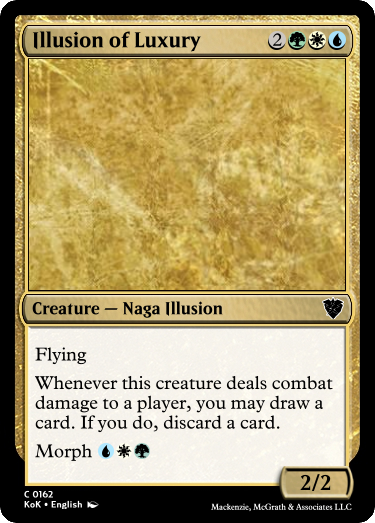 Illusion of Luxury 2
Creature — Naga Illusion
Flying
Whenever this creature deals combat
damage to a player, you may draw a
card. If you do, discard a card.
Morph
2/2
C 0162
KoK • English
Mackenzie, McGrath & Associates LLC